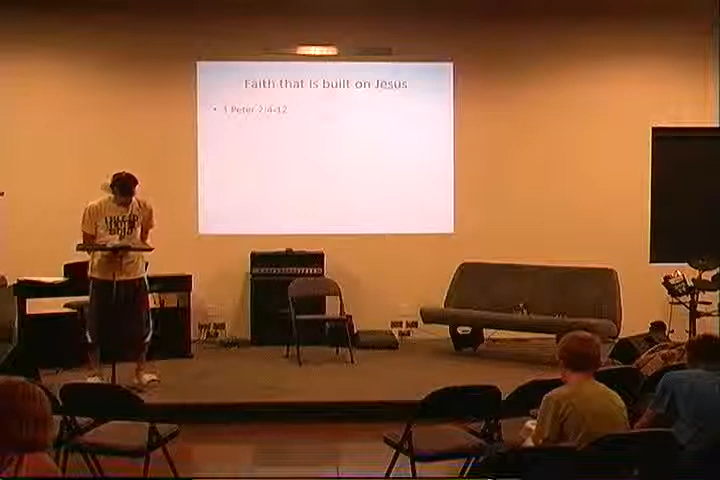 Faith that is built on Jesus
• 1 Peter 2:4-12